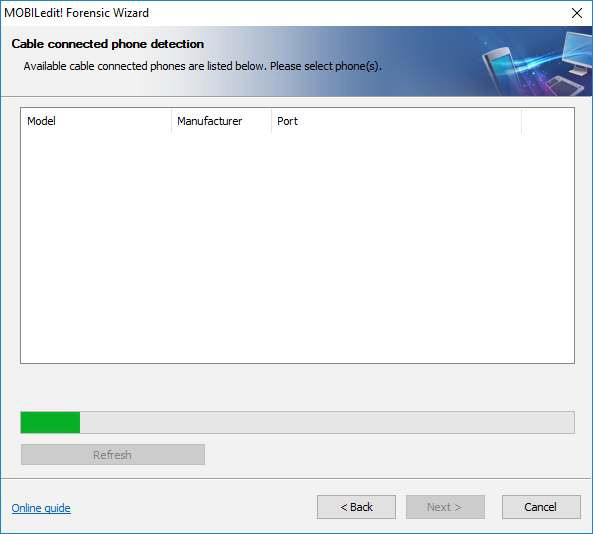 MOBILedit! Forensic Wizard
Cable connected phone detection
Available cable connected phones are listed below. Please select phone(s).
Model Manufacturer Port
Refresh
Online guide < Back Next > Cancel